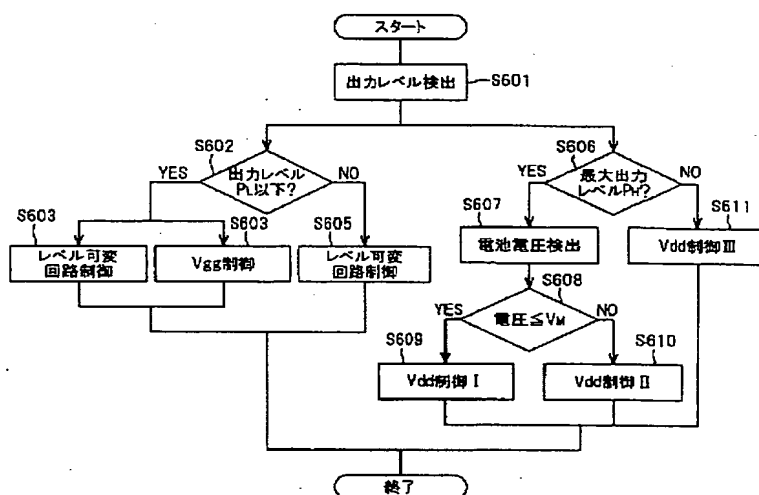 スタート
出力レベル検出
S601
S602
出力レベル
PL以下?
YES
NO
S603
レベル可変
回路制御
S603
Vgg制御
S605
レベル可変
回路制御
S606
最大出力
レベルPH?
YES
NO
S607
電池電圧検出
S611
Vdd制御Ⅲ
S608
電圧≦VM
YES
NO
S609
Vdd制御Ⅰ
S610
Vdd制御Ⅱ
終了